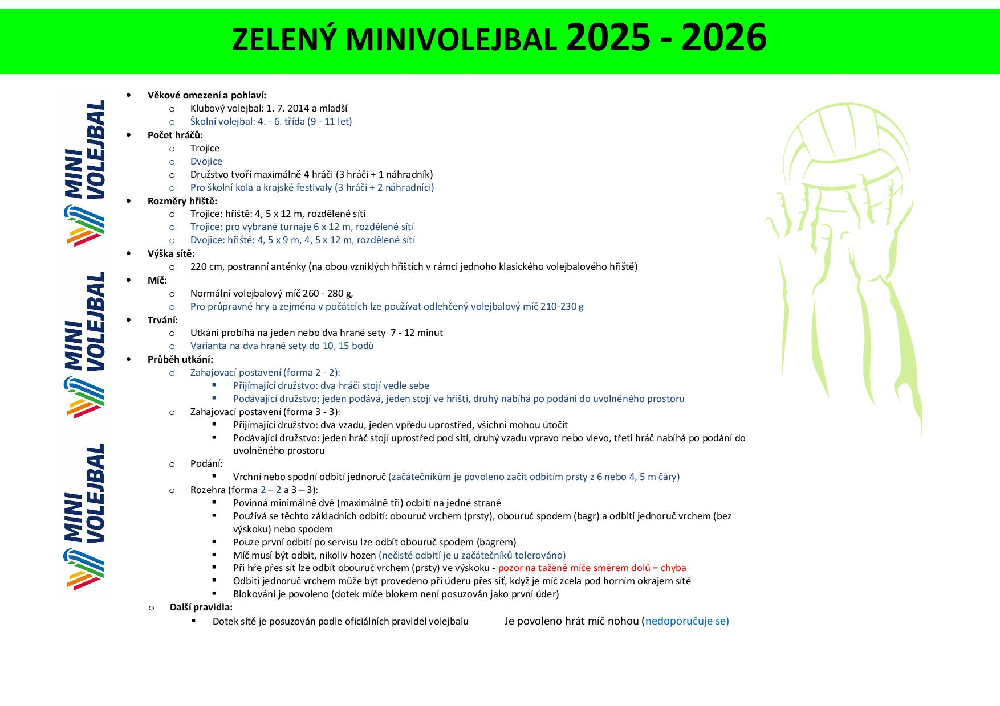 ZELENÝ MINIVOLEJBAL 2025 - 2026
MINI
VOLEJBAL
MINI
VOLEJBAL
MINI
VOLEJBAL
• Věkové omezení a pohlaví:
o Klubový volejbal: 1. 7. 2014 a mladší
o Školní volejbal: 4. - 6. třída (9 - 11 let)
• Počet hráčů:
o Trojice
o Dvojice
o Družstvo tvoří maximálně 4 hráči (3 hráči + 1 náhradník)
o Pro školní kola a krajské festivaly (3 hráči + 2 náhradníci)
• Rozměry hřiště:
o Trojice: hřiště: 4, 5 x 12 m, rozdělené sítí
o Trojice: pro vybrané turnaje 6 x 12 m, rozdělené sítí
o Dvojice: hřiště: 4, 5 x 9 m, 4, 5 x 12 m, rozdělené sítí
• Výška sítě:
o 220 cm, postranní anténky (na obou vzniklých hřištích v rámci jednoho klasického volejbalového hřiště)
• Míč:
o Normální volejbalový míč 260 - 280 g,
o Pro průpravné hry a zejména v počátcích lze používat odlehčený volejbalový míč 210-230 g
• Trvání:
o Utkání probíhá na jeden nebo dva hrané sety 7 - 12 minut
o Varianta na dva hrané sety do 10, 15 bodů
• Průběh utkání:
o Zahajovací postavení (forma 2 - 2):
▪ Přijímající družstvo: dva hráči stojí vedle sebe
▪ Podávající družstvo: jeden podává, jeden stojí ve hřišti, druhý nabíhá po podání do uvolněného prostoru
o Zahajovací postavení (forma 3 - 3):
▪ Přijímající družstvo: dva vzadu, jeden vpředu uprostřed, všichni mohou útočit
▪ Podávající družstvo: jeden hráč stojí uprostřed pod sítí, druhý vzadu vpravo nebo vlevo, třetí hráč nabíhá po podání do
uvolněného prostoru
o Podání:
▪ Vrchní nebo spodní odbití jednoruč (začátečníkům je povoleno začít odbitím prsty z 6 nebo 4, 5 m čáry)
o Rozehra (forma 2 – 2 a 3 – 3):
▪ Povinná minimálně dvě (maximálně tři) odbití na jedné straně
▪ Používá se těchto základních odbití: obouruč vrchem (prsty), obouruč spodem (bagr) a odbití jednoruč vrchem (bez
výskoku) nebo spodem
▪ Pouze první odbití po servisu lze odbít obouruč spodem (bagrem)
▪ Míč musí být odbit, nikoliv hozen (nečisté odbití je u začátečníků tolerováno)
▪ Při hře přes síť lze odbít obouruč vrchem (prsty) ve výskoku - pozor na tažené míče směrem dolů = chyba
▪ Odbití jednoruč vrchem může být provedeno při úderu přes síť, když je míč zcela pod horním okrajem sítě
▪ Blokování je povoleno (dotek míče blokem není posuzován jako první úder)
o Další pravidla:
▪ Dotek sítě je posuzován podle oficiálních pravidel volejbalu Je povoleno hrát míč nohou (nedoporučuje se)